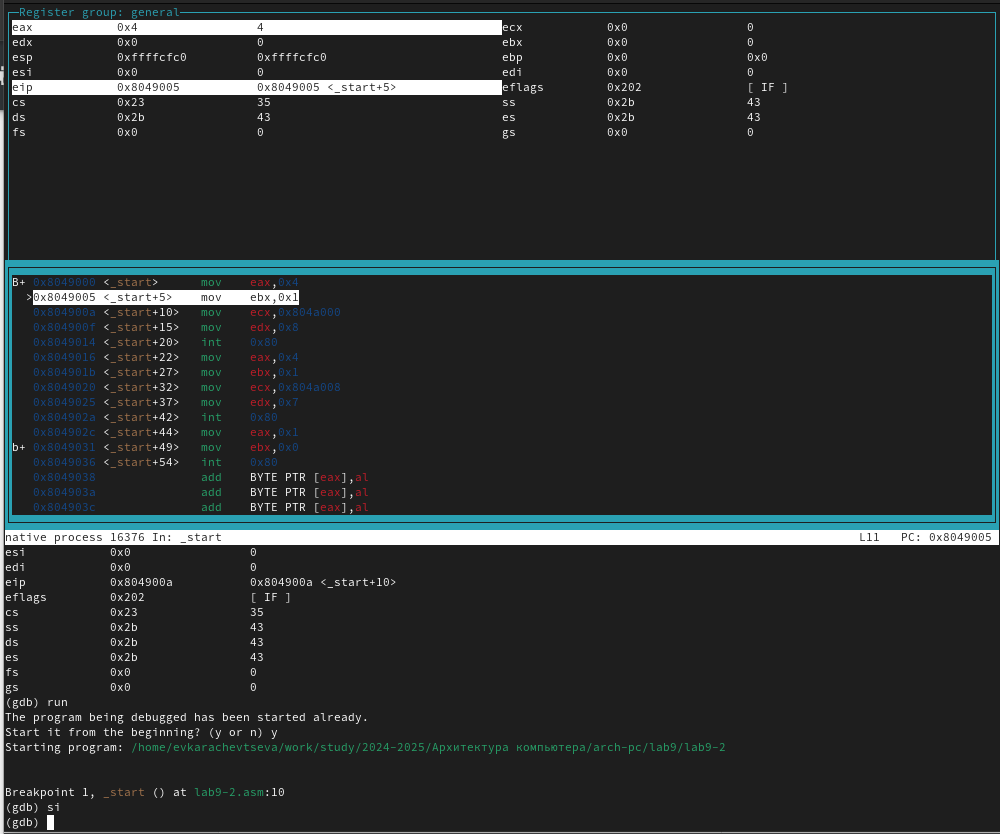 Register group: general
eax 0x4 4 ecx 0x0 0
edx 0x0 0 ebx 0x0 0
esp 0xffffcfc0 0xffffcfc0 ebp 0x0 0x0
esi 0x0 0 edi 0x0 0
eip 0x8049005 0x8049005 <_start+5> eflags 0x202 [ IF ]
cs 0x23 35 ss 0x2b 43
ds 0x2b 43 es 0x2b 43
fs 0x0 0 gs 0x0 0
B+ 0x8049000 <_start> mov eax,0x4
>0x8049005 <_start+5> mov ebx,0x1
0x804900a <_start+10> mov ecx,0x804a000
0x804900f <_start+15> mov edx,0x8
0x8049014 <_start+20> int 0x80
0x8049016 <_start+22> mov eax,0x4
0x804901b <_start+27> mov ebx,0x1
0x8049020 <_start+32> mov ecx,0x804a008
0x8049025 <_start+37> mov edx,0x7
0x804902a <_start+42> int 0x80
0x804902c <_start+44> mov eax,0x1
b+ 0x8049031 <_start+49> mov ebx,0x0
0x8049036 <_start+54> int 0x80
0x8049038 add BYTE PTR [eax],al
0x804903a add BYTE PTR [eax],al
0x804903c add BYTE PTR [eax],al
native process 16376 In: _start L11 PC: 0x8049005
esi 0x0 0
edi 0x0 0
eip 0x804900a 0x804900a <_start+10>
eflags 0x202 [ IF ]
cs 0x23 35
ss 0x2b 43
ds 0x2b 43
es 0x2b 43
fs 0x0 0
gs 0x0 0
(gdb) run
The program being debugged has been started already.
Start it from the beginning? (y or n) y
Starting program: /home/evkarachevtseva/work/study/2024-2025/Архитектура компьютера/arch-pc/lab9/lab9-2
Breakpoint 1, _start () at lab9-2.asm:10
(gdb) si
(gdb)